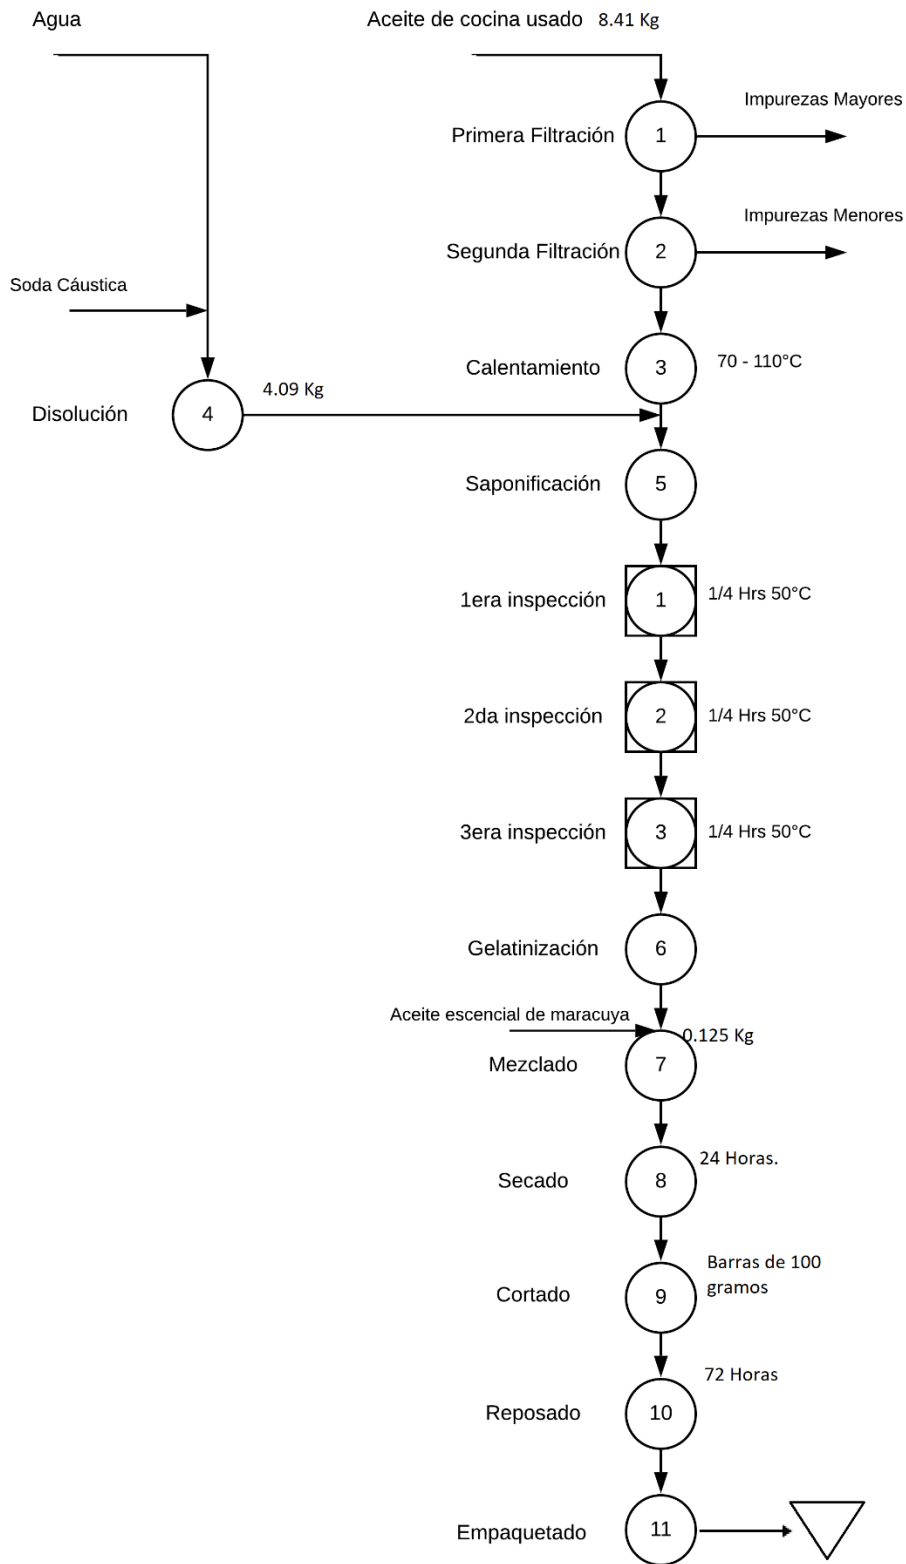 Agua
Aceite de cocina usado 8.41 Kg
Impurezas Mayores
Primera Filtración 1
Impurezas Menores
Segunda Filtración 2
Soda Cáustica
Calentamiento 3 70 - 110°C
4.09 Kg
Disolución 4
Saponificación 5
1era inspección 1 1/4 Hrs 50°C
2da inspección 2 1/4 Hrs 50°C
3era inspección 3 1/4 Hrs 50°C
Gelatinización 6
Aceite escencial de maracuya
0.125 Kg
Mezclado 7
24 Horas.
Secado 8
Barras de 100
gramos
Cortado 9
72 Horas
Reposado 10
Empaquetado 11